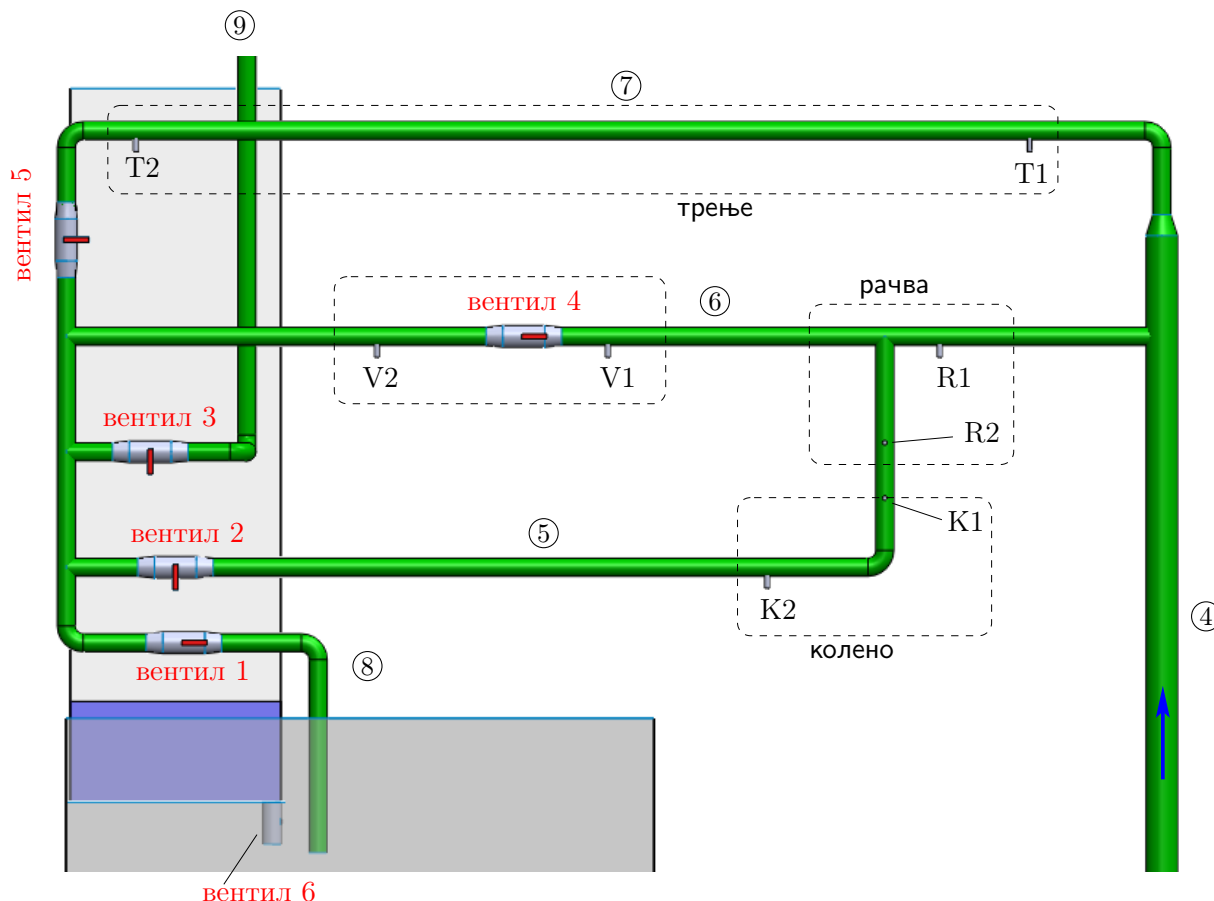 ⑨
⑦
T2
T1
вентил 5
трење
рачва
вентил 4
⑥
V2
V1
R1
вентил 3
R2
K1
вентил 2
⑤
K2
④
колено
вентил 1
⑧
вентил 6